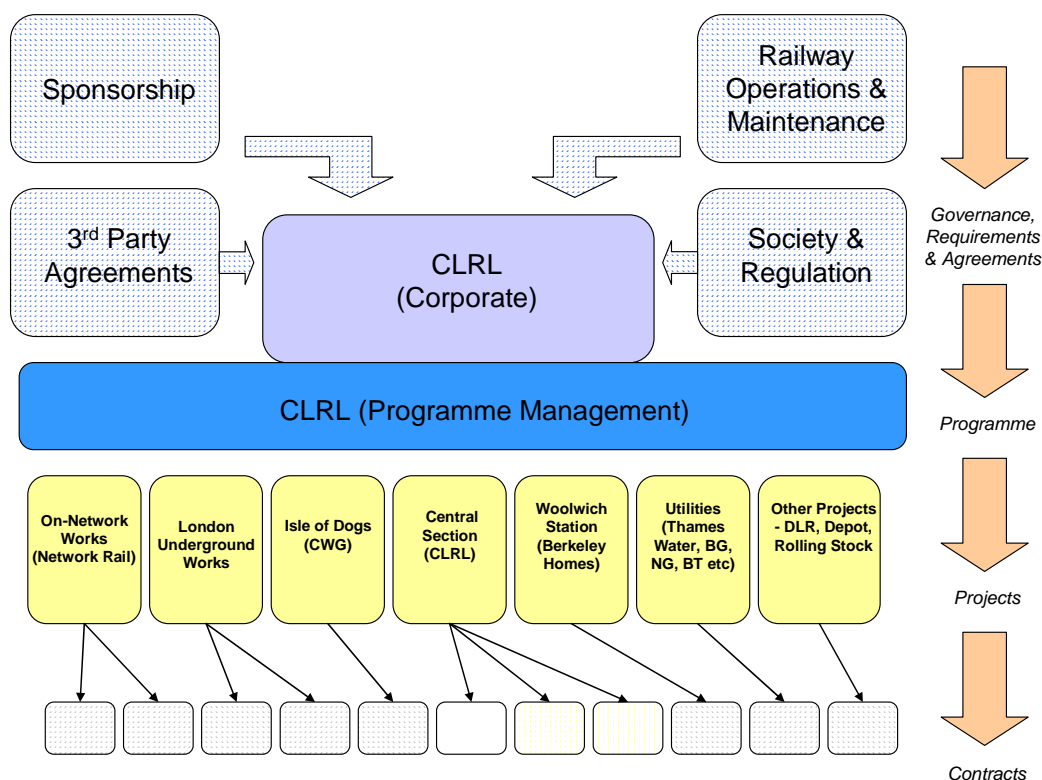 Sponsorship
Railway
Operations &
Maintenance
3rd Party
Agreements
CLRL
(Corporate)
Society &
Regulation
Governance,
Requirements
& Agreements
CLRL (Programme Management)
Programme
On-Network
Works
(Network Rail)
London
Underground
Works
Isle of Dogs
(CWG)
Central
Section
(CLRL)
Woolwich
Station
(Berkeley
Homes)
Utilities
(Thames
Water, BG,
NG, BT etc)
Other Projects
- DLR, Depot,
Rolling Stock
Projects
Contracts